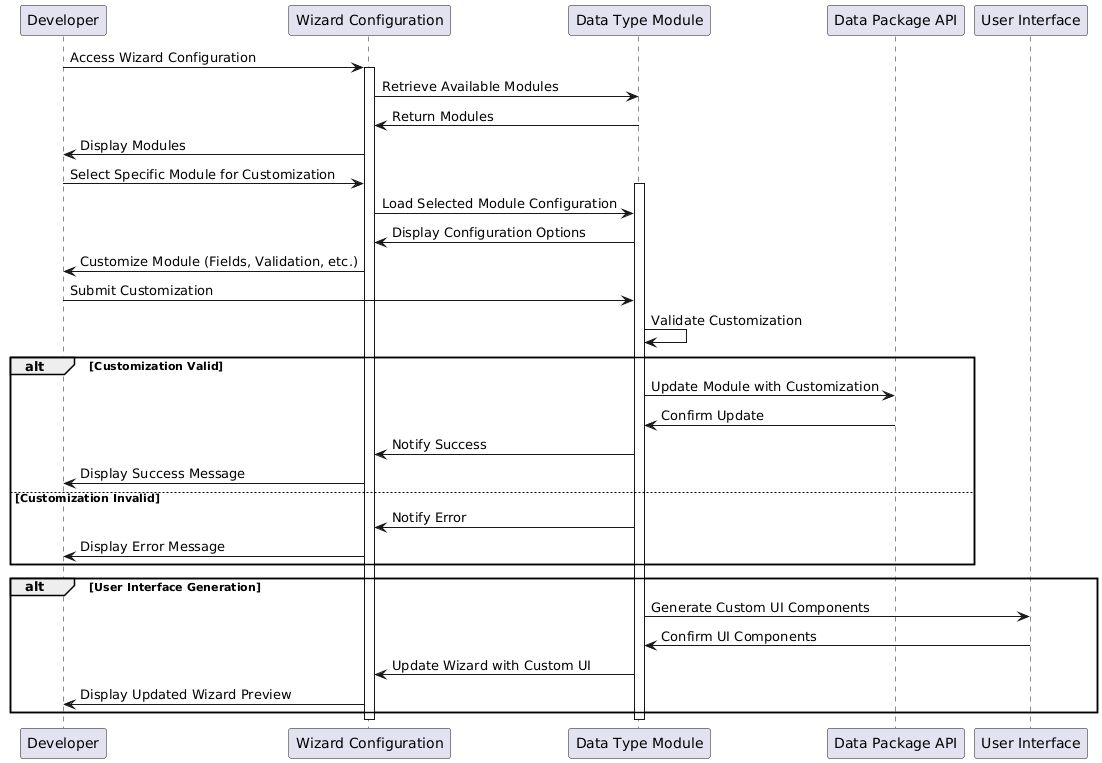 Developer
Wizard Configuration
Data Type Module
Data Package API
User Interface
Access Wizard Configuration
Retrieve Available Modules
Return Modules
Display Modules
Select Specific Module for Customization
Load Selected Module Configuration
Display Configuration Options
Customize Module (Fields, Validation, etc.)
Submit Customization
Validate Customization
alt
[Customization Valid]
Update Module with Customization
Confirm Update
Notify Success
Display Success Message
[Customization Invalid]
Notify Error
Display Error Message
alt
[User Interface Generation]
Generate Custom UI Components
Confirm UI Components
Update Wizard with Custom UI
Display Updated Wizard Preview
Developer
Wizard Configuration
Data Type Module
Data Package API
User Interface